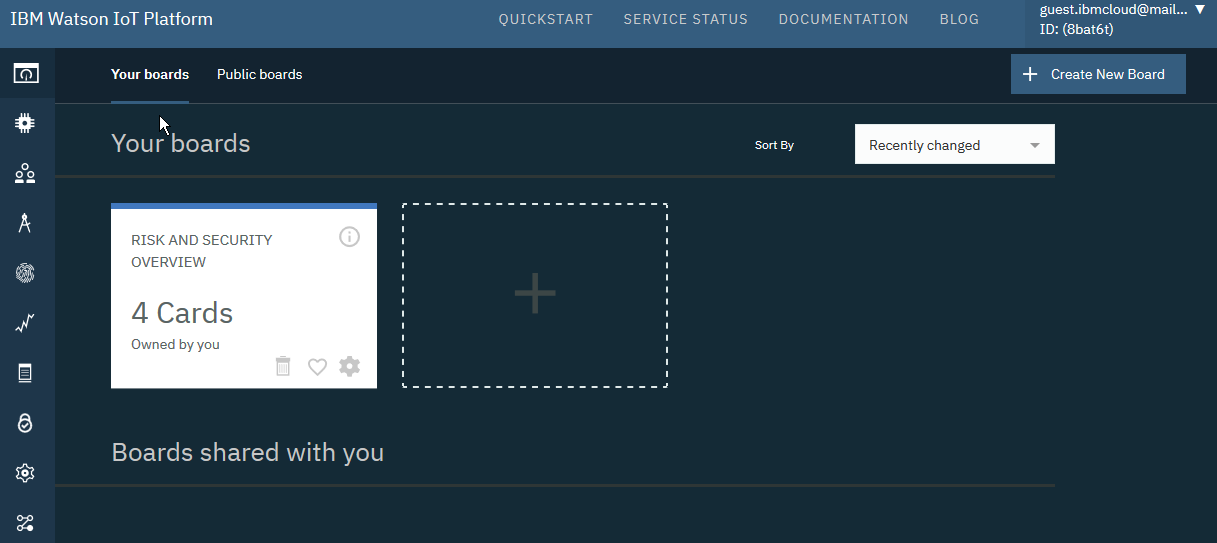 IBM Watson IoT Platform
QUICKSTART
SERVICE STATUS
DOCUMENTATION
BLOG
guest.ibmcloud@mail...
ID: (8bat6t)
Your boards
Public boards
Create New Board
Your boards
Sort By
Recently changed
RISK AND SECURITY
OVERVIEW
4 Cards
Owned by you
Boards shared with you